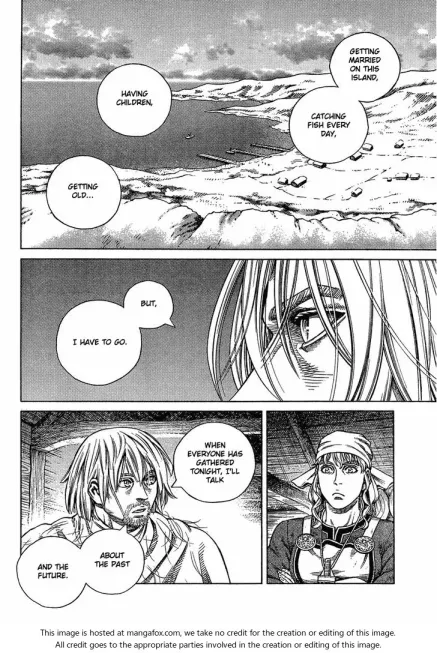 GETTING
MARRIED
ON THIS
ISLAND,
CATCHING
FISH EVERY
DAY,
HAVING
CHILDREN,
GETTING
OLD...
BUT,
I HAVE TO GO.
WHEN
EVERYONE HAS
GATHERED
TONIGHT, I'LL
TALK
ABOUT
THE PAST
AND THE
FUTURE.
This image is hosted at mangafox.com, we take no credit for the creation or editing of this image.
All credit goes to the appropriate parties involved in the creation or editing of this image.